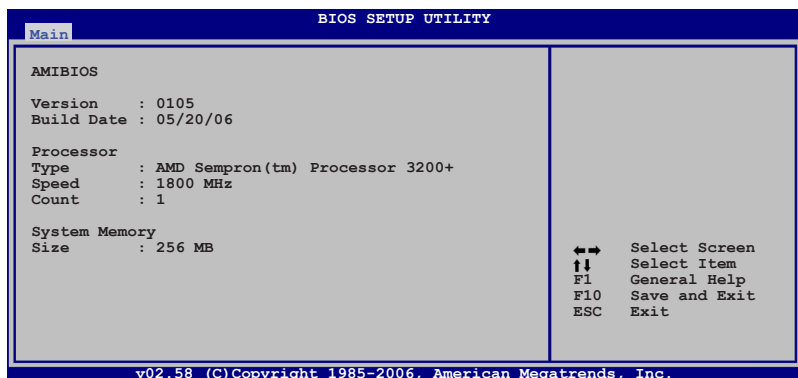 BIOS SETUP UTILITY
Main
AMIBIOS
Version : 0105
Build Date : 05/20/06
Processor
Type : AMD Sempron(tm) Processor 3200+
Speed : 1800 MHz
Count : 1
System Memory
Size : 256 MB
←→ Select Screen
↑↓ Select Item
F1 General Help
F10 Save and Exit
ESC Exit
v02.58 (C)Copyright 1985-2006, American Megatrends, Inc.